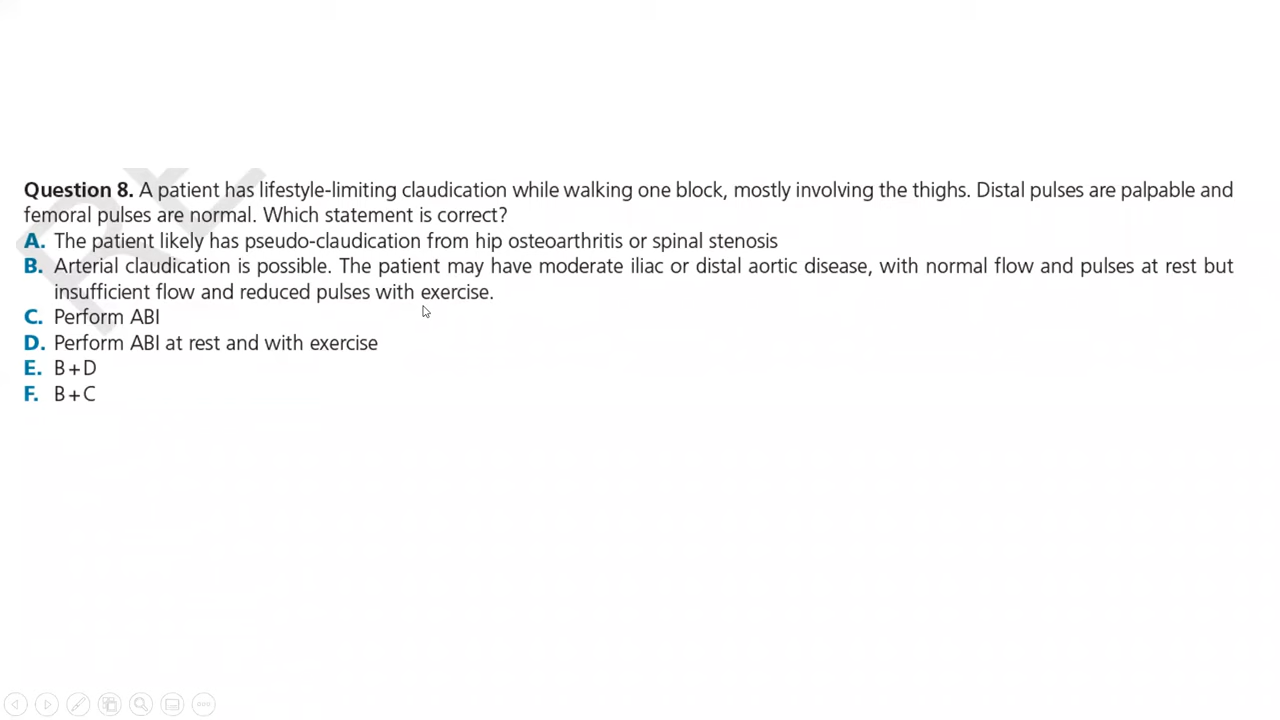 Question 8. A patient has lifestyle-limiting claudication while walking one block, mostly involving the thighs. Distal pulses are palpable and
femoral pulses are normal. Which statement is correct?
A. The patient likely has pseudo-claudication from hip osteoarthritis or spinal stenosis
B. Arterial claudication is possible. The patient may have moderate iliac or distal aortic disease, with normal flow and pulses at rest but
insufficient flow and reduced pulses with exercise.
C. Perform ABI
D. Perform ABI at rest and with exercise
E. B+D
F. B+C